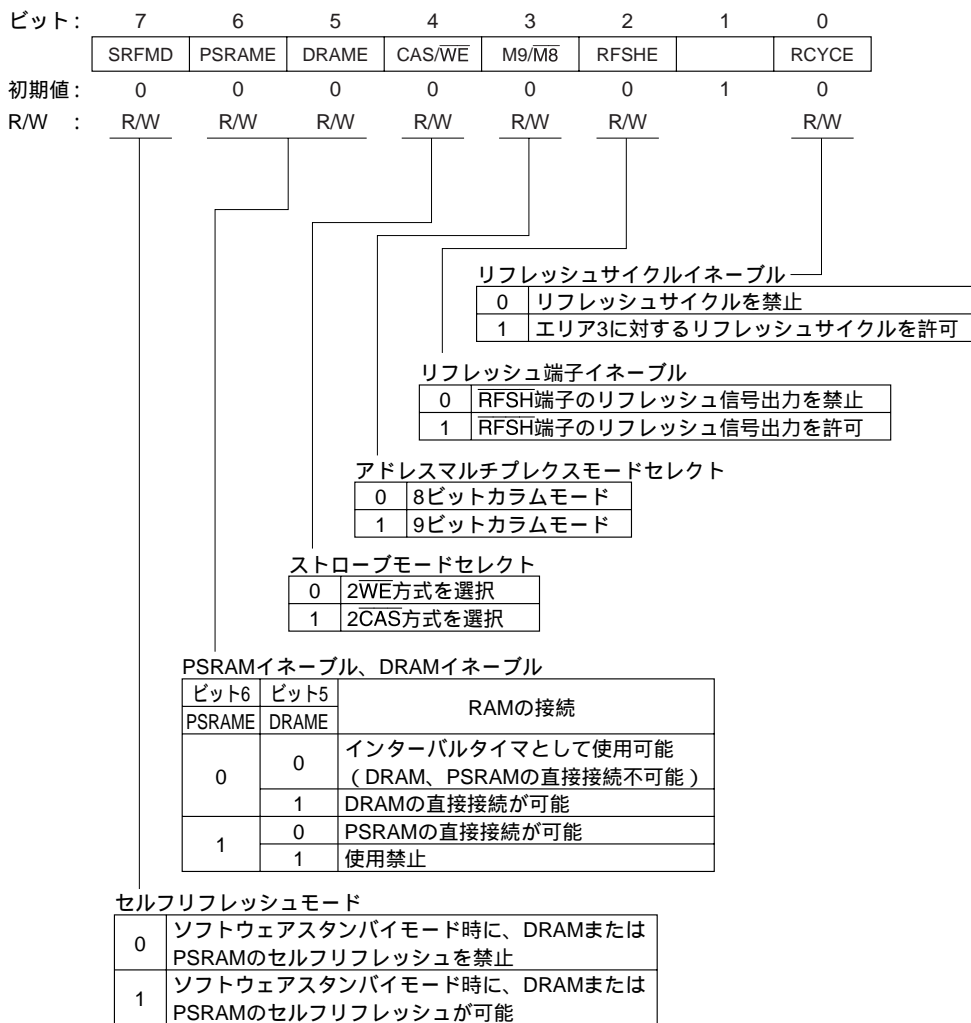 ビット： 7 6 5 4 3 2 1 0
SRFMD PSRAME DRAME CAS/WE M9/M8 RFSHE RCYCE
初期値： 0 0 0 0 0 0 1 0
R/W ： R/W R/W R/W R/W R/W R/W R/W
リフレッシュサイクルイネーブル
0 リフレッシュサイクルを禁止
1 エリア3に対するリフレッシュサイクルを許可
リフレッシュ端子イネーブル
0 RFSH端子のリフレッシュ信号出力を禁止
1 RFSH端子のリフレッシュ信号出力を許可
アドレスマルチプレクスモードセレクト
0 8ビットカラムモード
1 9ビットカラムモード
ストローブモードセレクト
0 2WE方式を選択
1 2CAS方式を選択
PSRAMイネーブル、DRAMイネーブル
ビット6 ビット5 RAMの接続
PSRAME DRAME
0 0 インターバルタイマとして使用可能
（DRAM、PSRAMの直接接続不可能）
1 DRAMの直接接続が可能
1 0 PSRAMの直接接続が可能
1 使用禁止
セルフリフレッシュモード
0 ソフトウェアスタンバイモード時に、DRAMまたは
PSRAMのセルフリフレッシュを禁止
1 ソフトウェアスタンバイモード時に、DRAMまたは
PSRAMのセルフリフレッシュが可能